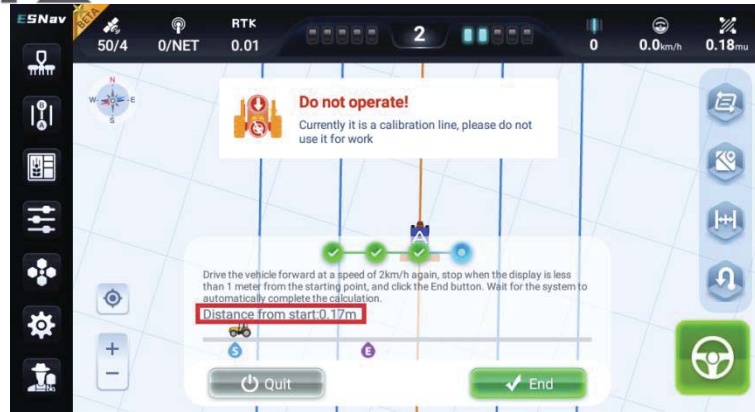 ESNav
BETA
50/4
0/NET
RTK
0.01
2
0
0.0km/h
0.18mu
N
W
E
S
Do not operate!
Currently it is a calibration line, please do not
use it for work
A
Drive the vehicle forward at a speed of 2km/h again, stop when the display is less
than 1 meter from the starting point, and click the End button. Wait for the system to
automatically complete the calculation.
Distance from start:0.17m
S
E
Quit
End